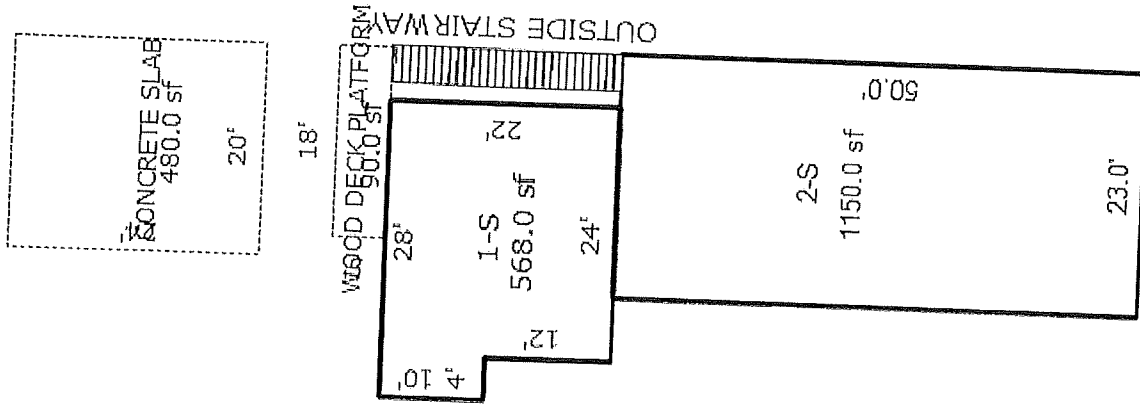 CONCRETE SLAB
480.0 sf
20'
24'
18'
WOOD DECK PLATFORM
90.0 sf
OUTSIDE STAIRWAY
22'
28'
1-S
568.0 sf
24'
12'
10'
4'
50.0'
2-S
1150.0 sf
23.0'